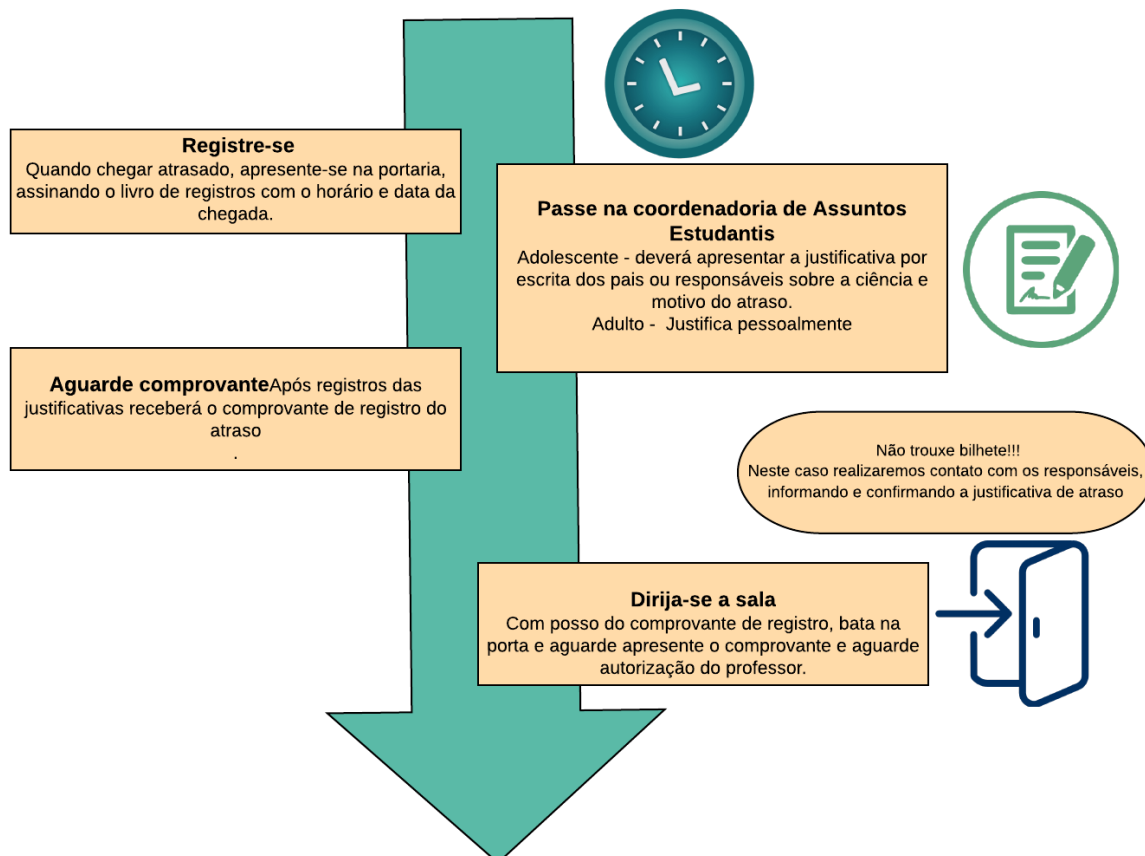 Registre-se
Quando chegar atrasado, apresente-se na portaria,
assinando o livro de registros com o horário e data da
chegada.
Passe na coordenadoria de Assuntos
Estudantis
Adolescente - deverá apresentar a justificativa por
escrita dos pais ou responsáveis sobre a ciência e
motivo do atraso.
Adulto - Justifica pessoalmente
Aguarde comprovanteApós registros das
justificativas receberá o comprovante de registro do
atraso
.
Não trouxe bilhete!!!
Neste caso realizaremos contato com os responsáveis,
informando e confirmando a justificativa de atraso
Dirija-se a sala
Com posso do comprovante de registro, bata na
porta e aguarde apresente o comprovante e aguarde
autorização do professor.